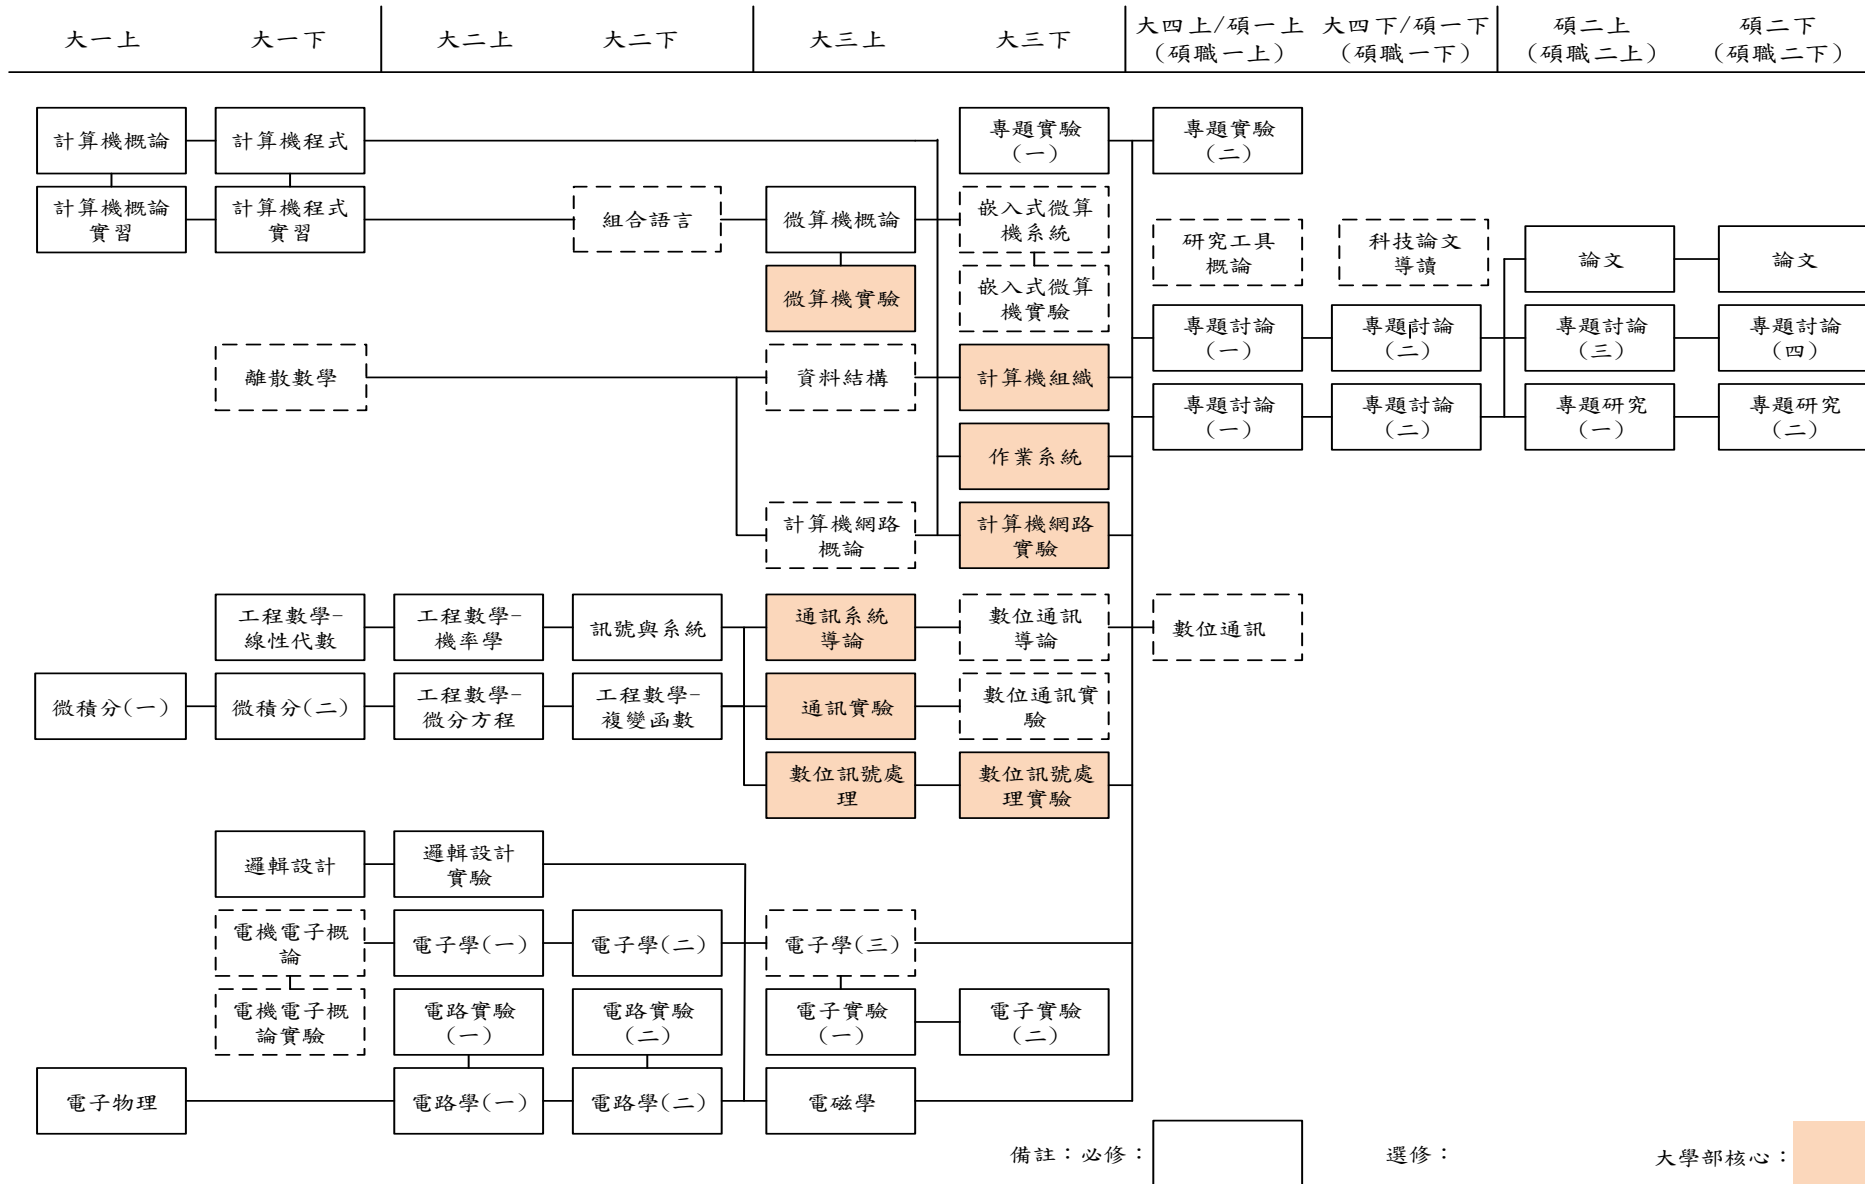 大一上
大一下
大二上
大二下
大三上
大三下
大四上/碩一上
(碩職一上)
大四下/碩一下
(碩職一下)
碩二上
(碩職二上)
碩二下
(碩職二下)
計算機概論
計算機程式
專題實驗
(一)
專題實驗
(二)
計算機概論
實習
計算機程式
實習
組合語言
微算機概論
嵌入式微算
機系統
研究工具
概論
科技論文
導讀
論文
論文
微算機實驗
嵌入式微算
機實驗
專題討論
(一)
專題討論
(二)
專題討論
(三)
專題討論
(四)
離散數學
資料結構
計算機組織
專題討論
(一)
專題討論
(二)
專題研究
(一)
專題研究
(二)
作業系統
計算機網路
概論
計算機網路
實驗
工程數學-
線性代數
工程數學-
機率學
訊號與系統
通訊系統
導論
數位通訊
導論
數位通訊
微積分(一)
微積分(二)
工程數學-
微分方程
工程數學-
複變函數
通訊實驗
數位通訊實
驗
數位訊號處
理
數位訊號處
理實驗
邏輯設計
邏輯設計
實驗
電機電子概
論
電子學(一)
電子學(二)
電子學(三)
電機電子概
論實驗
電路實驗
(一)
電路實驗
(二)
電子實驗
(一)
電子實驗
(二)
電子物理
電路學(一)
電路學(二)
電磁學
備註：必修：
選修：
大學部核心：